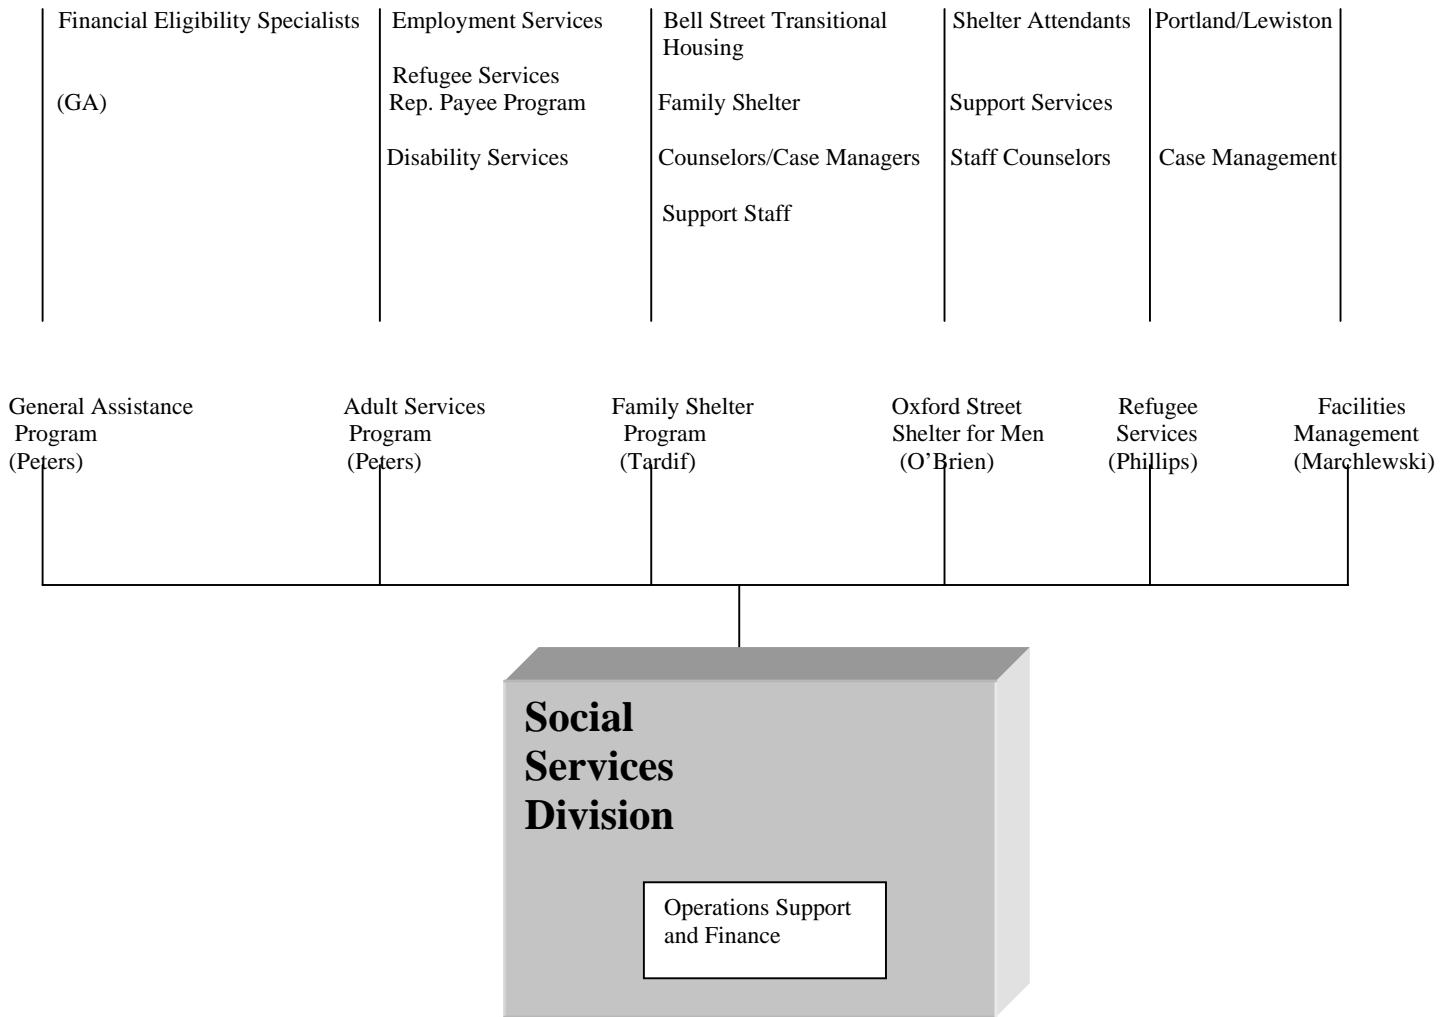 Financial Eligibility Specialists
(GA)
Employment Services
Refugee Services
Rep. Payee Program
Disability Services
Bell Street Transitional
Housing
Family Shelter
Counselors/Case Managers
Support Staff
Shelter Attendants
Support Services
Staff Counselors
Portland/Lewiston
Case Management
General Assistance
Program
(Peters)
Adult Services
Program
(Peters)
Family Shelter
Program
(Tardif)
Oxford Street
Shelter for Men
(O’Brien)
Refugee
Services
(Phillips)
Facilities
Management
(Marchlewski)
Social
Services
Division
Operations Support
and Finance